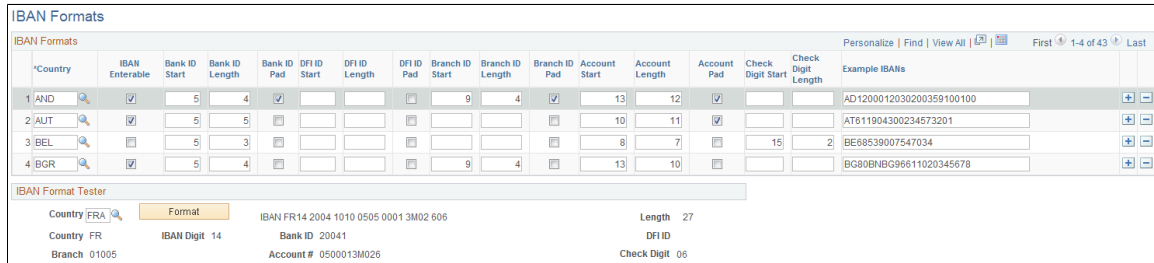 IBAN Formats
IBAN Formats Personalize | Find | View All | | First 1-4 of 43 Last
*Country IBAN Enterable Bank ID Start Bank ID Length Bank ID Pad DFI ID Start DFI ID Length DFI ID Pad Branch ID Start Branch ID Length Branch ID Pad Account Start Account Length Account Pad Check Digit Start Check Digit Length Example IBANs
1 AND 5 4 9 4 13 12 AD1200012030200359100100 + −
2 AUT 5 5 10 11 AT611904300234573201 + −
3 BEL 5 3 8 7 15 2 BE68539007547034 + −
4 BGR 5 4 9 4 13 10 BG80BNBG96611020345678 + −
IBAN Format Tester
Country FRA Format IBAN FR14 2004 1010 0505 0001 3M02 606 Length 27
Country FR IBAN Digit 14 Bank ID 20041 DFI ID
Branch 01005 Account # 0500013M026 Check Digit 06